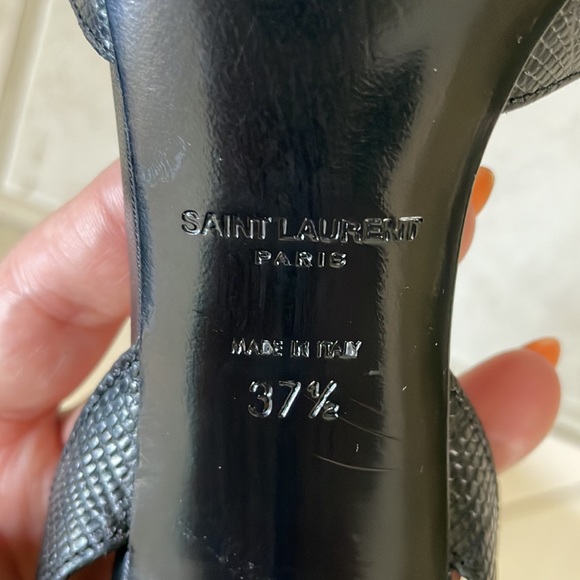 SAINT LAURENT
PARIS
MADE IN ITALY
37½